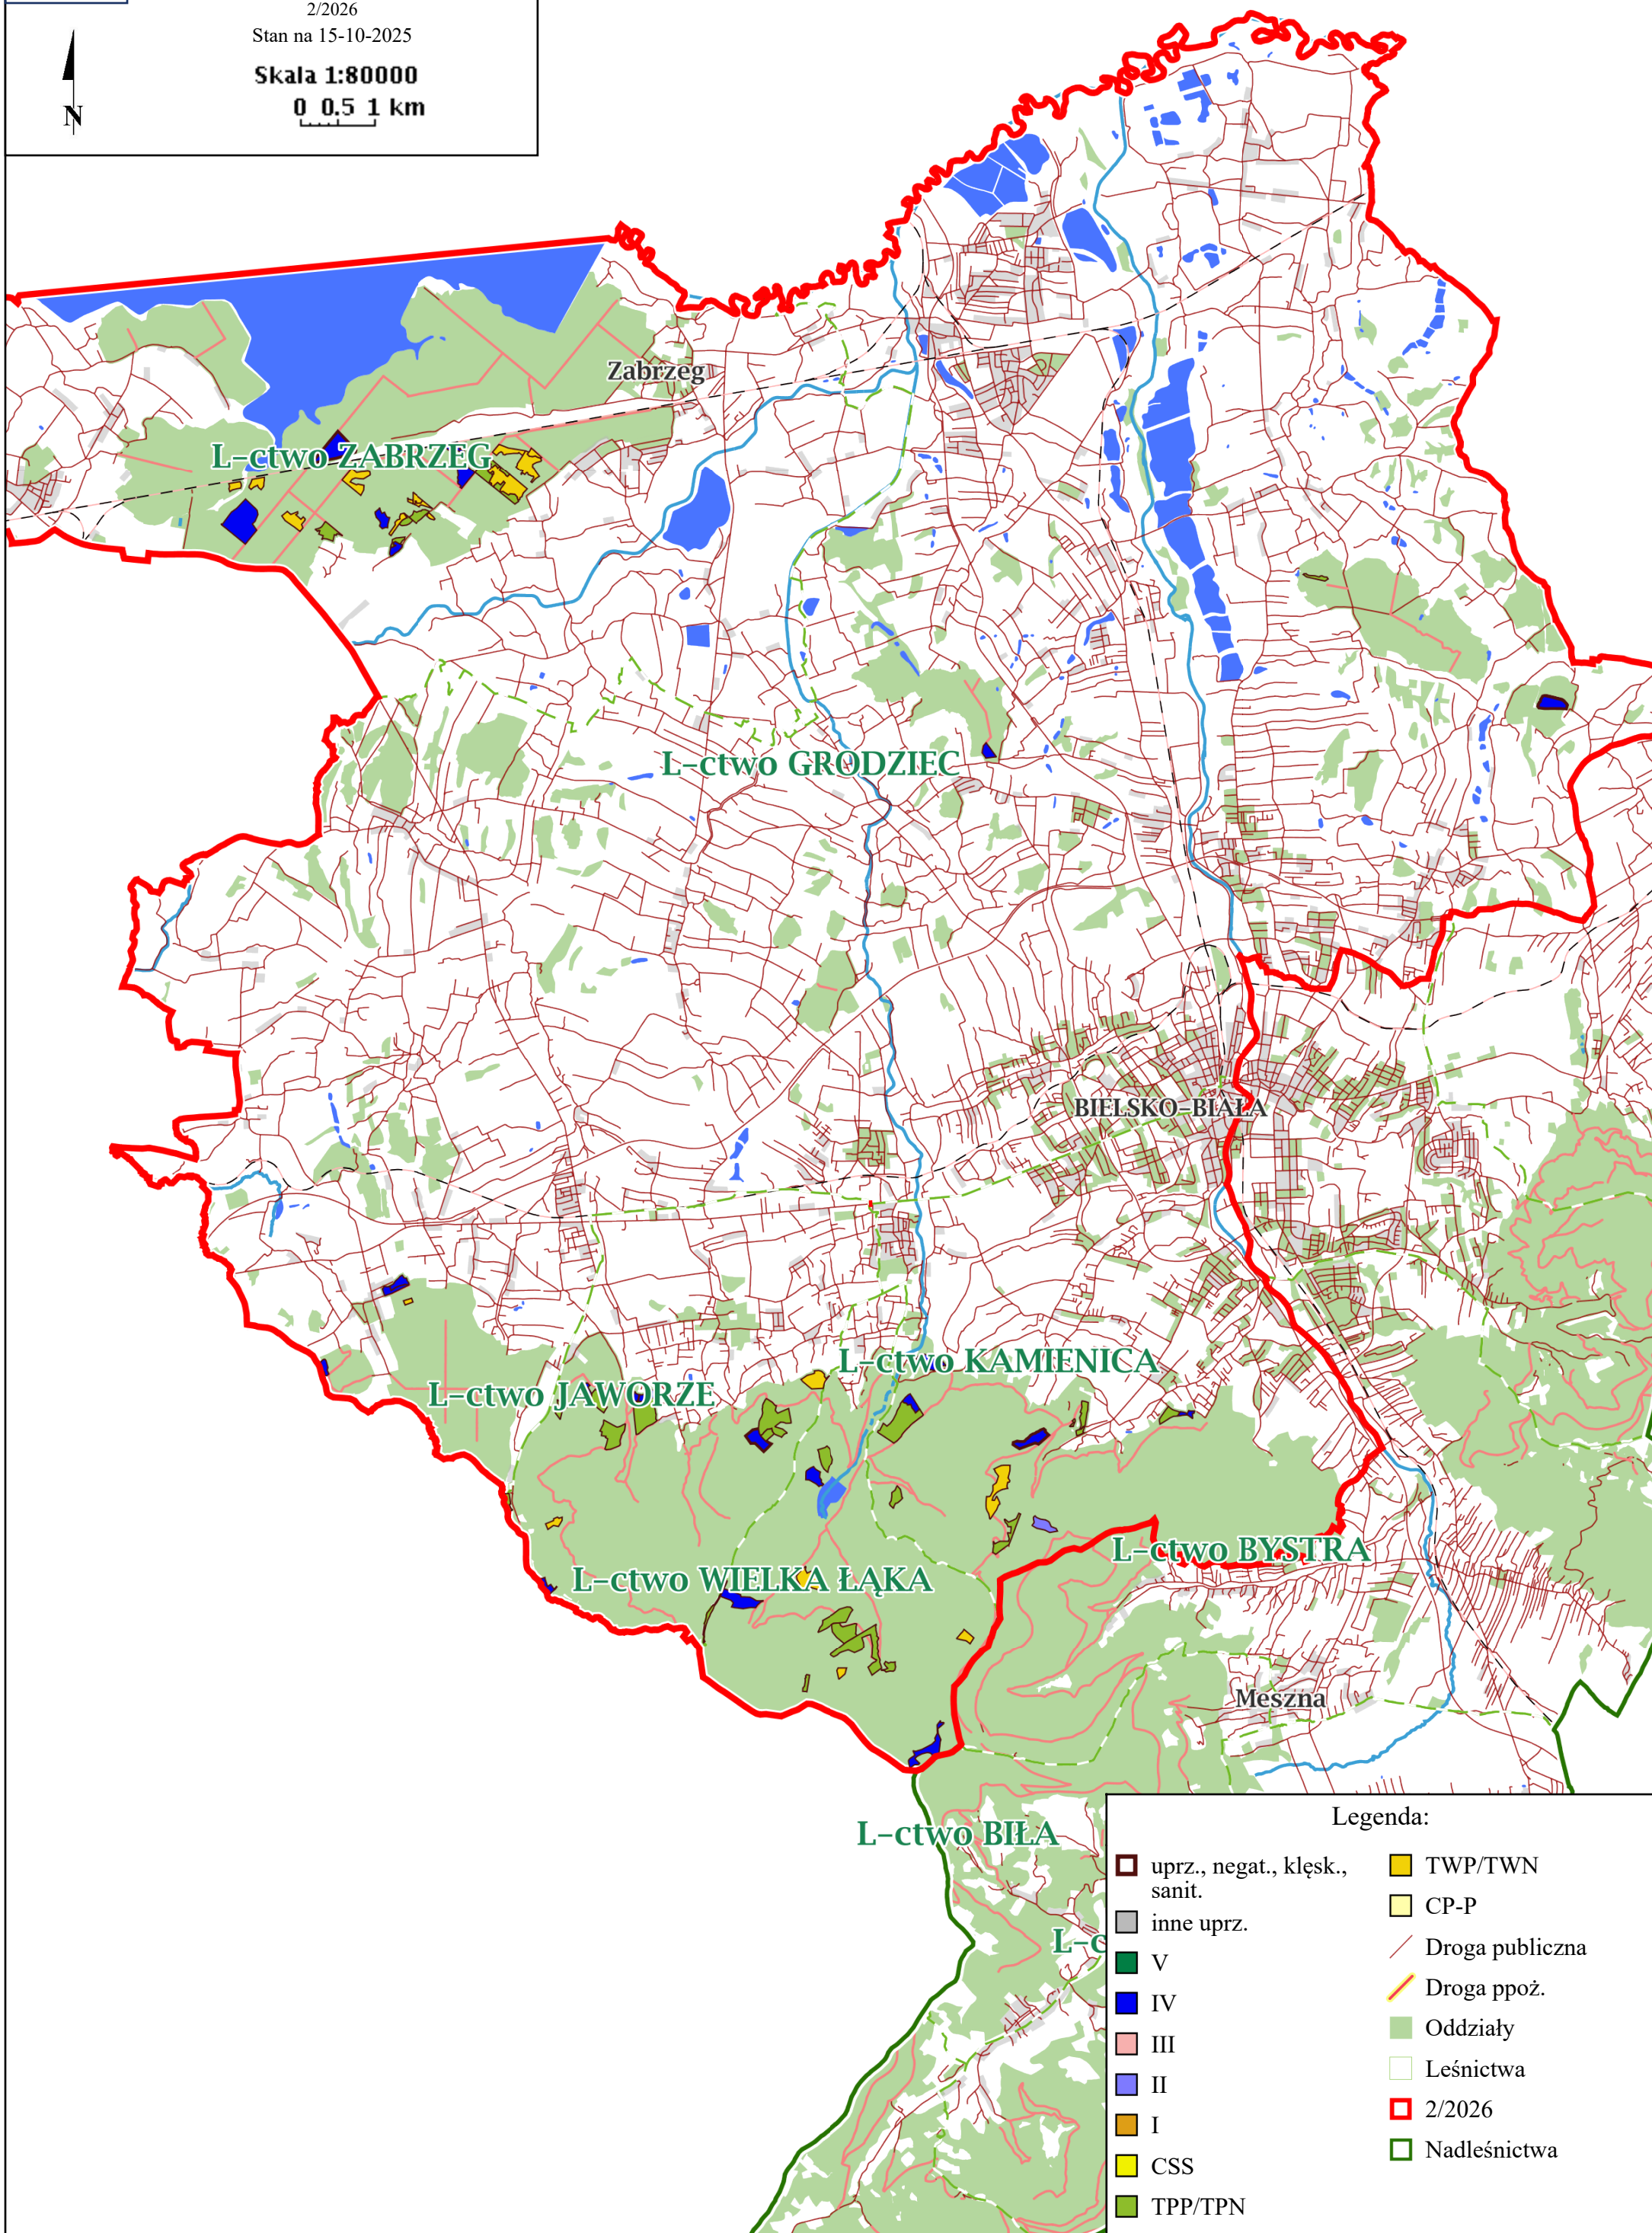 2/2026
Stan na 15-10-2025
Skala 1:80000
0 0.5 1 km
N
Zabrzeg
L-ctwo ZABRZEG
L-ctwo GRODZIEC
BIELSKO-BIAŁA
L-ctwo KAMIENICA
L-ctwo JAWORZE
L-ctwo BYSTRA
L-ctwo WIELKA ŁĄKA
Meszna
L-ctwo BIŁA
L-c
Legenda:
uprz., negat., klęsk.,
sanit.
inne uprz.
V
IV
III
II
I
CSS
TPP/TPN
TWP/TWN
CP-P
Droga publiczna
Droga ppoż.
Oddziały
Leśnictwa
2/2026
Nadleśnictwa